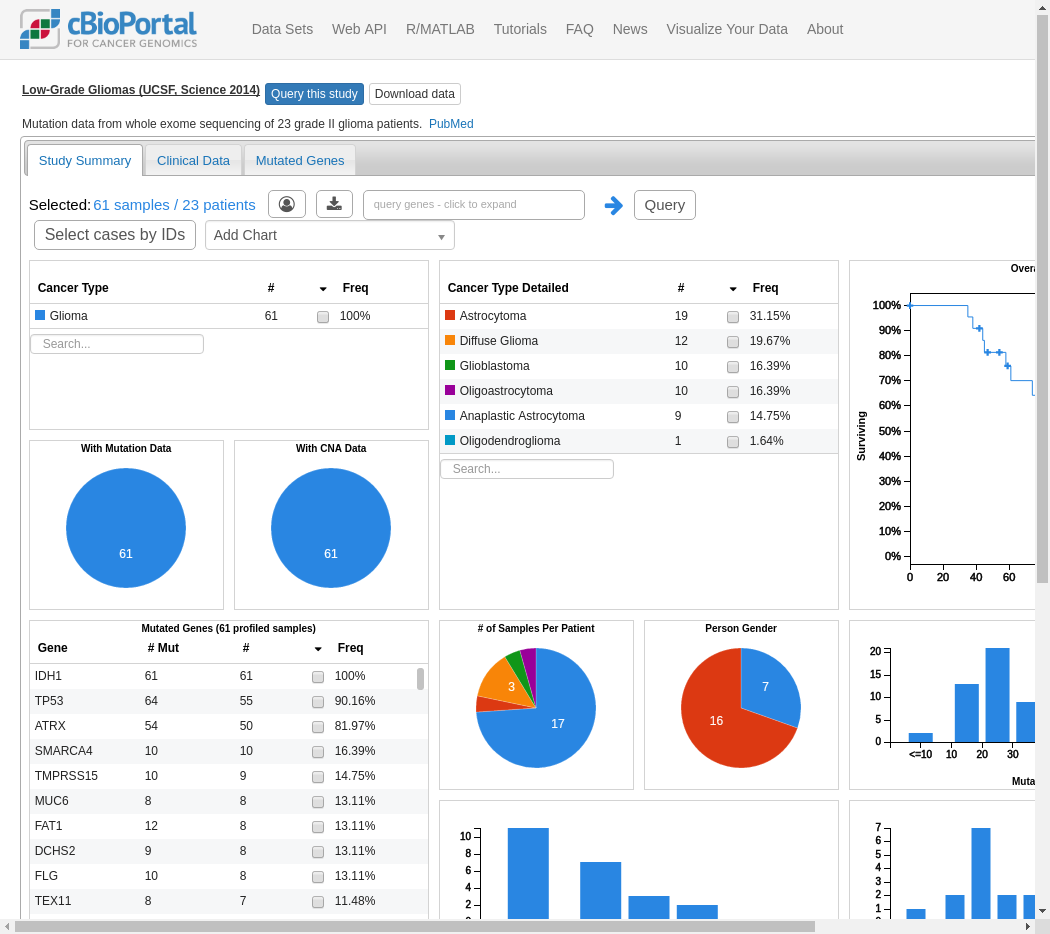 cBioPortal
FOR CANCER GENOMICS
Data Sets Web API R/MATLAB Tutorials FAQ News Visualize Your Data About
Low-Grade Gliomas (UCSF, Science 2014) Query this study Download data
Mutation data from whole exome sequencing of 23 grade II glioma patients. PubMed
Study Summary Clinical Data Mutated Genes
Selected: 61 samples / 23 patients query genes - click to expand Query
Select cases by IDs Add Chart
Cancer Type # Freq
Glioma 61 100%
Search...
Cancer Type Detailed # Freq
Astrocytoma 19 31.15%
Diffuse Glioma 12 19.67%
Glioblastoma 10 16.39%
Oligoastrocytoma 10 16.39%
Anaplastic Astrocytoma 9 14.75%
Oligodendroglioma 1 1.64%
Search...
Overa
100%
90%
80%
70%
60%
50%
40%
30%
20%
10%
0%
Surviving
0 20 40 60
With Mutation Data
61
With CNA Data
61
Mutated Genes (61 profiled samples)
Gene # Mut # Freq
IDH1 61 61 100%
TP53 64 55 90.16%
ATRX 54 50 81.97%
SMARCA4 10 10 16.39%
TMPRSS15 10 9 14.75%
MUC6 8 8 13.11%
FAT1 12 8 13.11%
DCHS2 9 8 13.11%
FLG 10 8 13.11%
TEX11 8 7 11.48%
# of Samples Per Patient
3
17
Person Gender
7
16
20
15
10
5
0
<=10 10 20 30
Muta
10
8
6
4
2
7
6
5
4
3
2
1